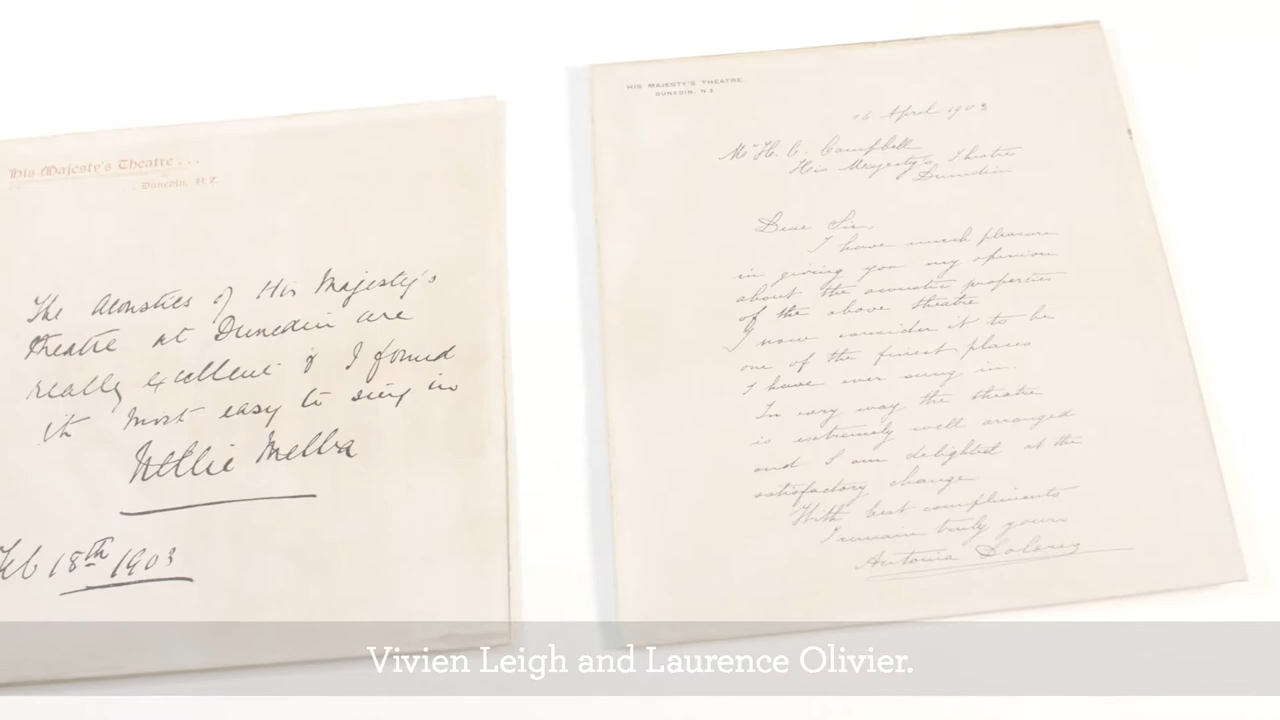 His Majesty's Theatre...
Dunedin, N.Z.
The Acoustics of His Majesty's
theatre at Dunedin are
really excellent & I found
it most easy to sing in
Nellie Melba
Feb 18th 1903
HIS MAJESTY'S THEATRE.
DUNEDIN, N.Z.
April 1903
Mr H. C. Campbell
His Majesty's Theatre
Dunedin
Dear Sir,
I have much pleasure
in giving you my opinion
about the acoustic properties
of the above theatre
I now consider it to be
one of the finest places
I have ever sung in.
In every way the theatre
is extremely well arranged
and I am delighted at the
satisfactory change
With best compliments
I remain truly yours
Antonia Dolores
Vivien Leigh and Laurence Olivier.